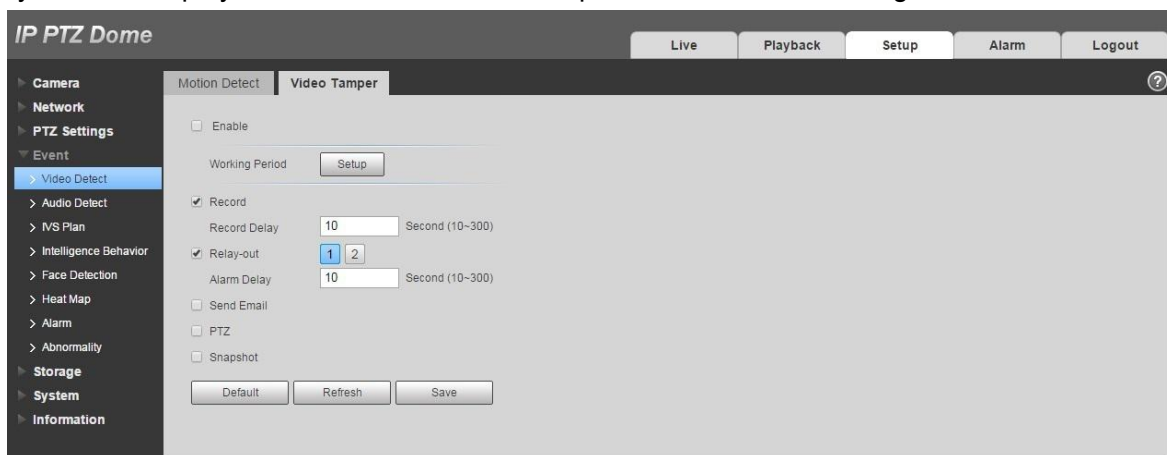 IP PTZ Dome
Live Playback Setup Alarm Logout
Camera
Network
PTZ Settings
Event
Video Detect
Audio Detect
IVS Plan
Intelligence Behavior
Face Detection
Heat Map
Alarm
Abnormality
Storage
System
Information
Motion Detect Video Tamper
?
Enable
Working Period Setup
Record
Record Delay 10 Second (10~300)
Relay-out 1 2
Alarm Delay 10 Second (10~300)
Send Email
PTZ
Snapshot
Default Refresh Save